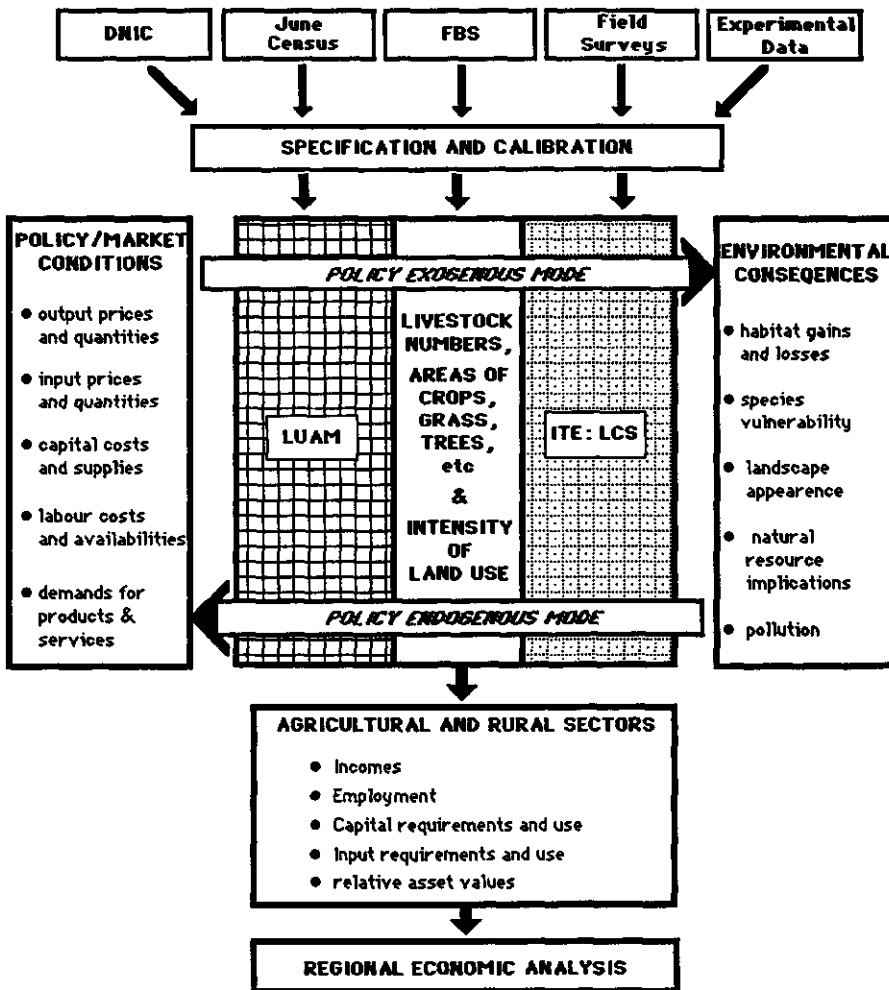 DNIC
June
Census
FBS
Field
Surveys
Experimental
Data
SPECIFICATION AND CALIBRATION
POLICY/MARKET
CONDITIONS
• output prices
and quantities
• input prices
and quantities
• capital costs
and supplies
• labour costs
and availabilities
• demands for
products &
services
POLICY EXOGENOUS MODE
LUAM
LIVESTOCK
NUMBERS,
AREAS OF
CROPS,
GRASS,
TREES,
etc
&
INTENSITY
OF
LAND USE
ITE: LCS
POLICY ENDOGENOUS MODE
ENVIRONMENTAL
CONSEQENCES
• habitat gains
and losses
• species
vulnerability
• landscape
appearence
• natural
resource
implications
• pollution
AGRICULTURAL AND RURAL SECTORS
• Incomes
• Employment
• Capital requirements and use
• Input requirements and use
• relative asset values
REGIONAL ECONOMIC ANALYSIS